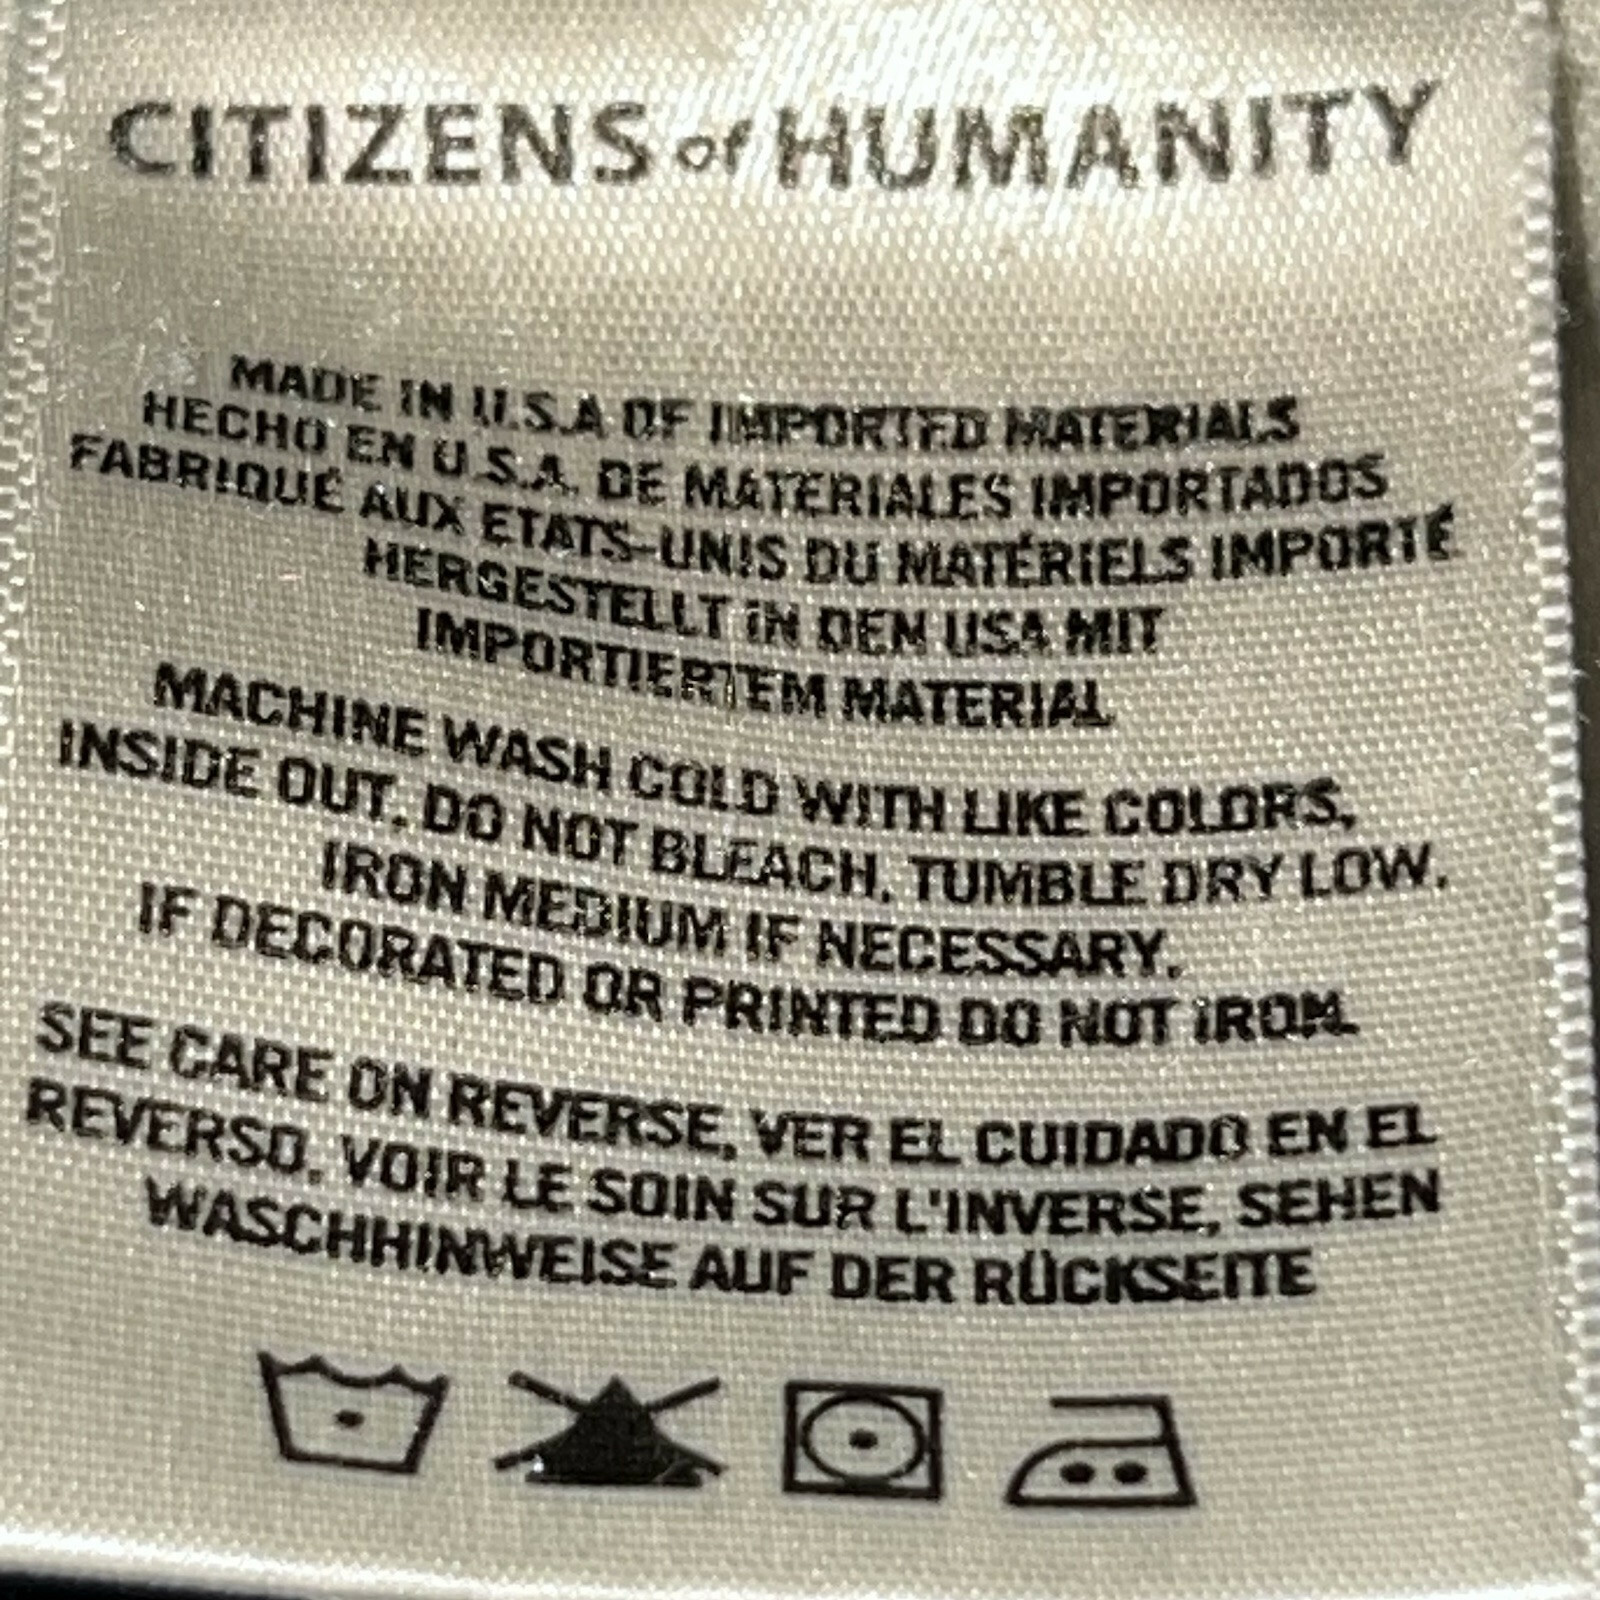 CITIZENS of HUMANITY
MADE IN U.S.A OF IMPORTED MATERIALS
HECHO EN U.S.A. DE MATERIALES IMPORTADOS
FABRIQUÉ AUX ETATS-UNIS DU MATÉRIELS IMPORTÉ
HERGESTELLT IN DEN USA MIT
IMPORTIERTEM MATERIAL
MACHINE WASH COLD WITH LIKE COLORS,
INSIDE OUT. DO NOT BLEACH. TUMBLE DRY LOW.
IRON MEDIUM IF NECESSARY.
IF DECORATED OR PRINTED DO NOT IRON.
SEE CARE ON REVERSE, VER EL CUIDADO EN EL
REVERSO. VOIR LE SOIN SUR L'INVERSE, SEHEN
WASCHHINWEISE AUF DER RÜCKSEITE